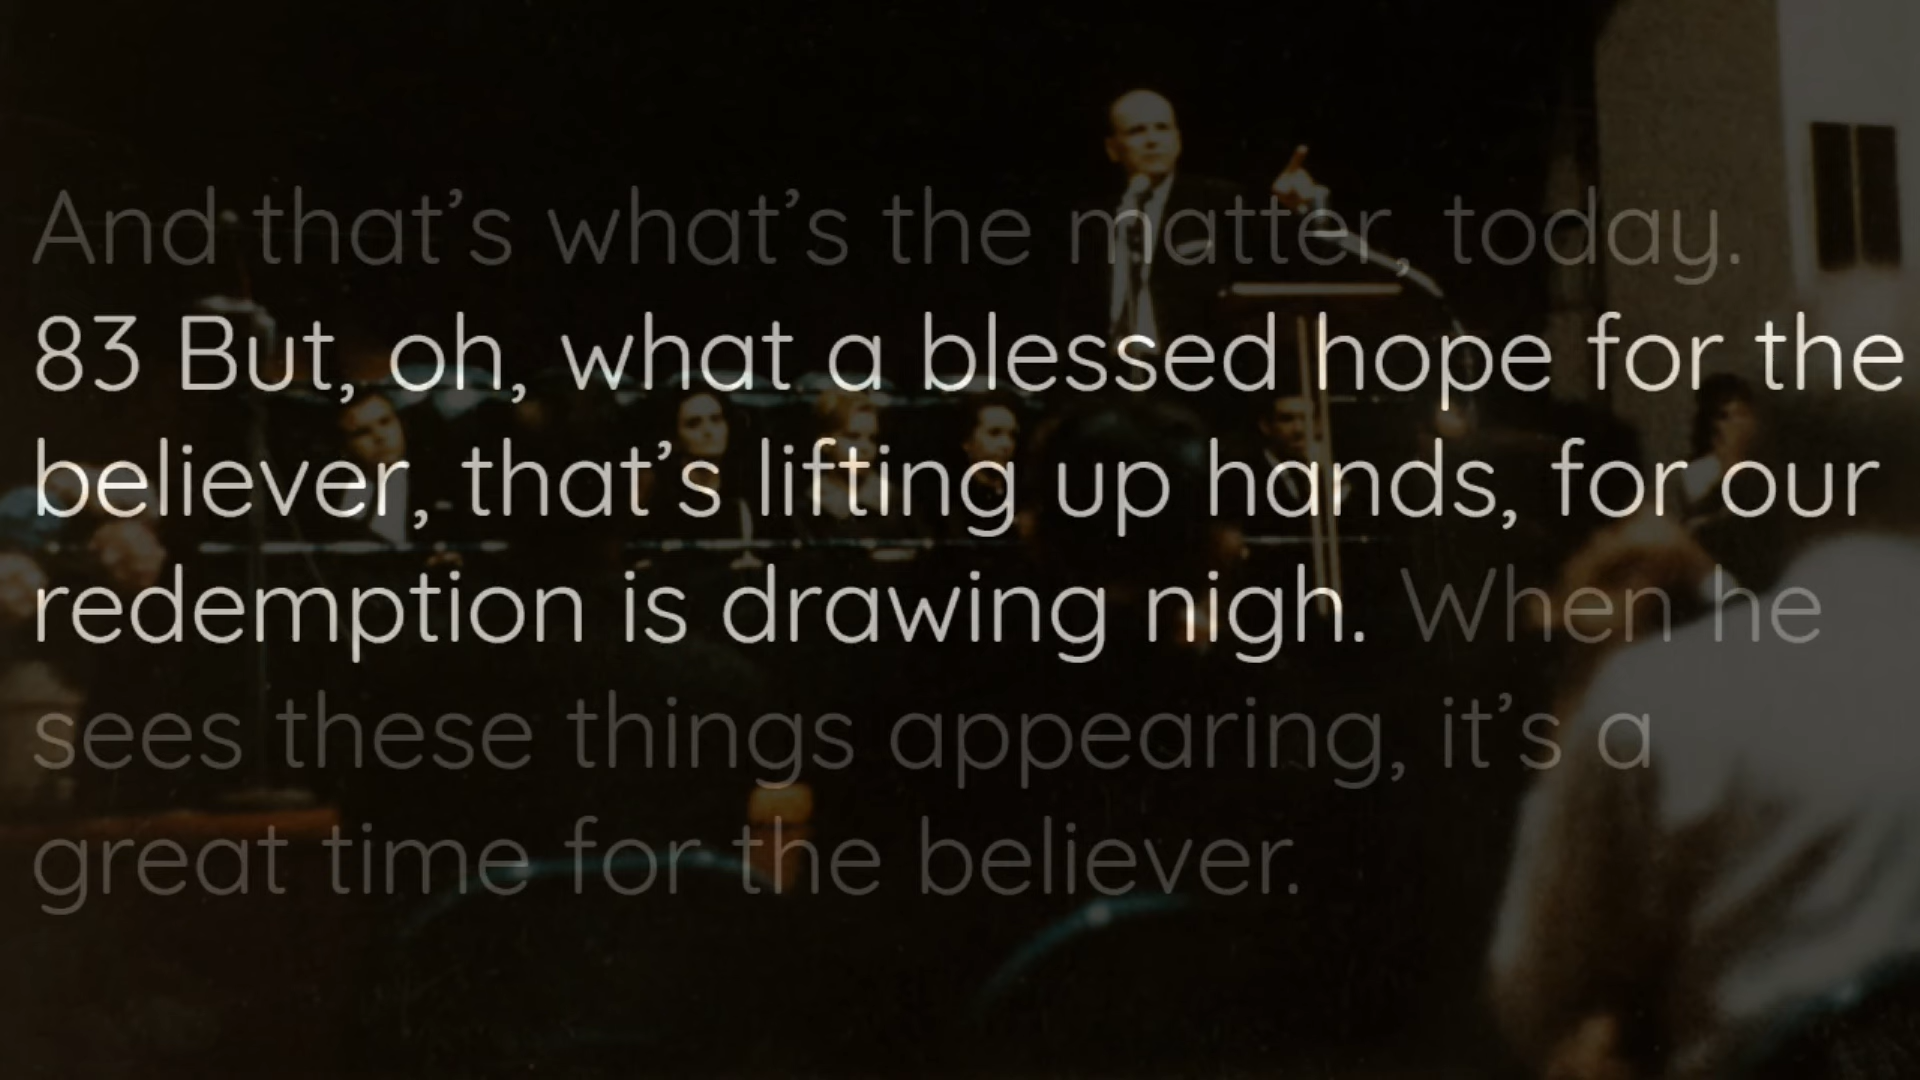 And that’s what’s the matter, today.
83 But, oh, what a blessed hope for the
believer, that’s lifting up hands, for our
redemption is drawing nigh. When he
sees these things appearing, it’s a
great time for the believer.